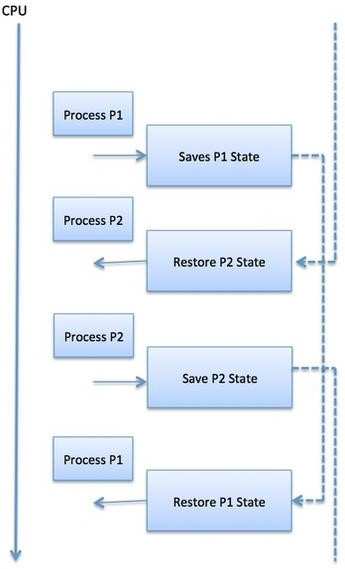 CPU
Process P1
Saves P1 State
Process P2
Restore P2 State
Process P2
Save P2 State
Process P1
Restore P1 State